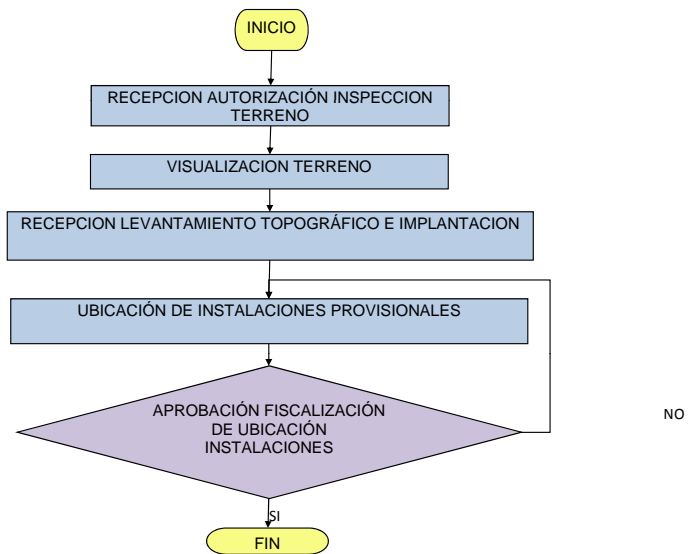 INICIO
RECEPCION AUTORIZACIÓN INSPECCION
TERRENO
VISUALIZACION TERRENO
RECEPCION LEVANTAMIENTO TOPOGRÁFICO E IMPLANTACION
UBICACIÓN DE INSTALACIONES PROVISIONALES
APROBACIÓN FISCALIZACIÓN
DE UBICACIÓN
INSTALACIONES
NO
SI
FIN